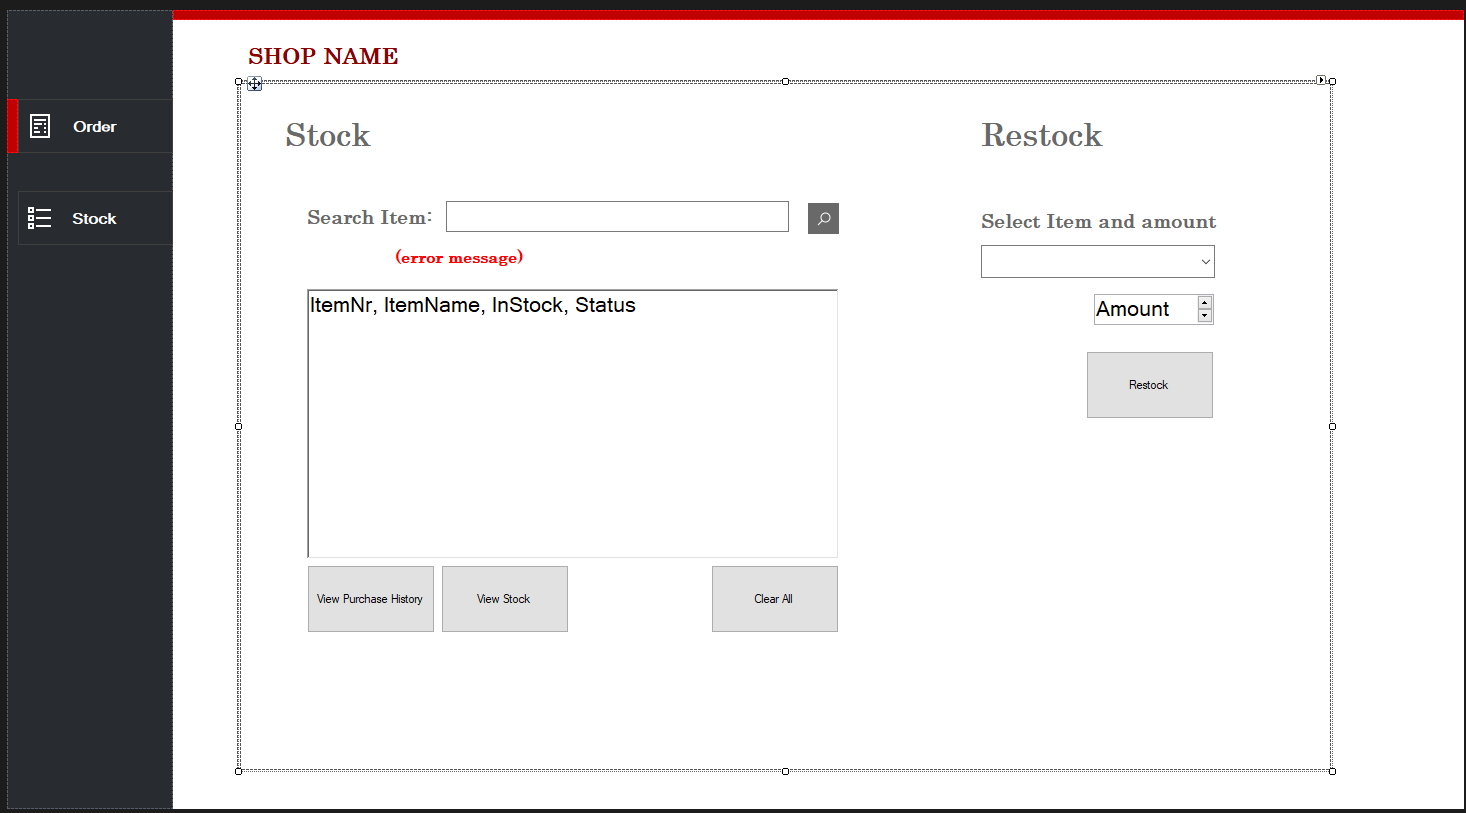 SHOP NAME
Order
Stock
Stock
Search Item:
(error message)
ItemNr, ItemName, InStock, Status
View Purchase History
View Stock
Clear All
Restock
Select Item and amount
Amount
Restock